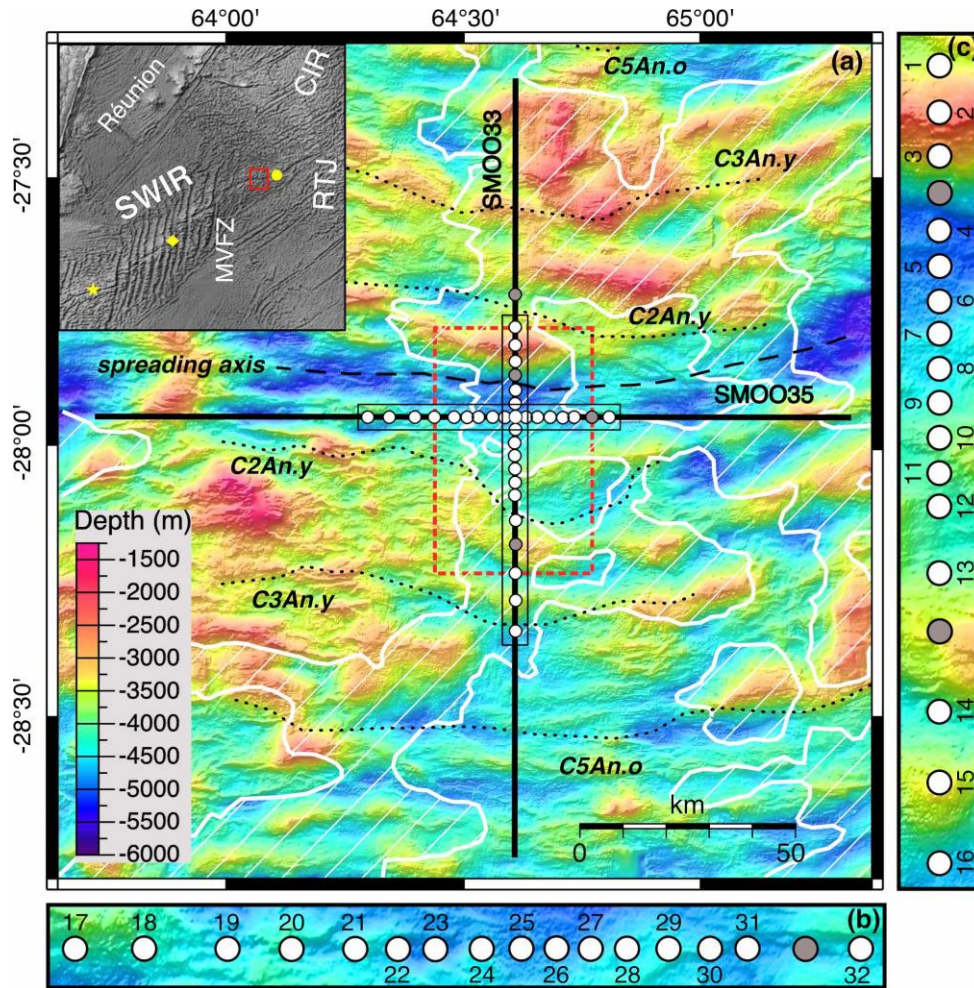 64°00' 64°30' 65°00'
(a)
C5An.o
Réunion
CIR
SMOO33
C3An.y
-27°30'
SWIR
RTJ
MVFZ
C2An.y
spreading axis
SMOO35
-28°00'
C2An.y
Depth (m)
-1500
-2000
-2500
-3000
-3500
-4000
-4500
-5000
-5500
-6000
C3An.y
-28°30'
C5An.o
km
0 50
(c)
1
2
3
4
5
6
7
8
9
10
11
12
13
14
15
16
(b)
17 18 19 20 21 23 25 27 29 31
22 24 26 28 30 32